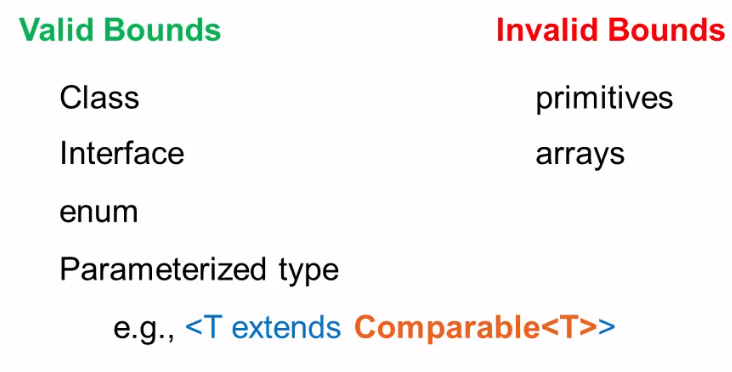 Valid Bounds
Class
Interface
enum
Parameterized type
e.g., <T extends Comparable<T>>
Invalid Bounds
primitives
arrays